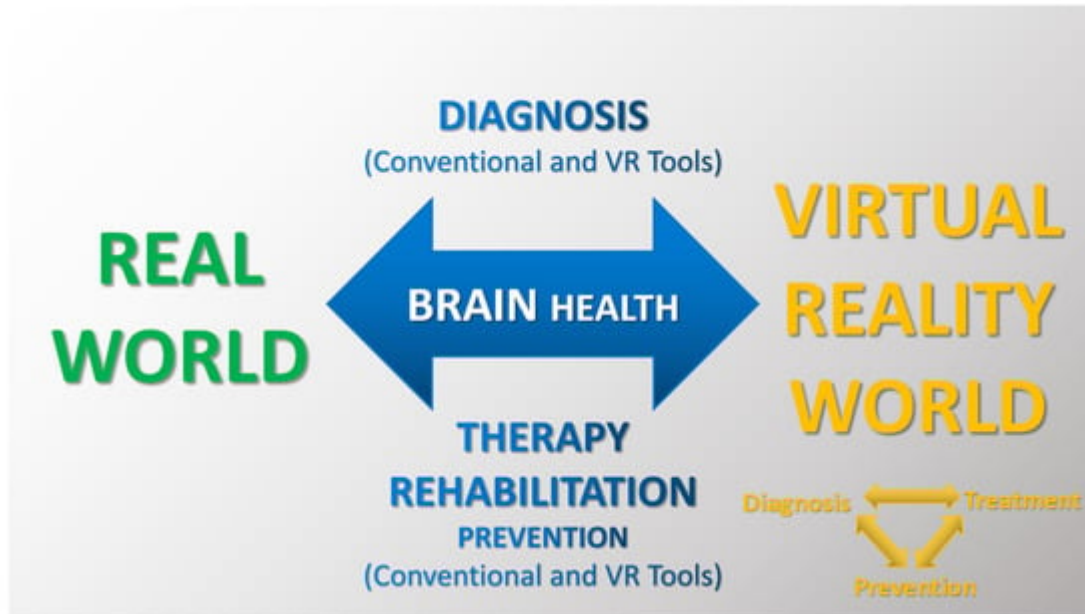 DIAGNOSIS
(Conventional and VR Tools)
REAL
WORLD
BRAIN HEALTH
VIRTUAL
REALITY
WORLD
THERAPY
REHABILITATION
PREVENTION
(Conventional and VR Tools)
Diagnosis
Treatment
Prevention